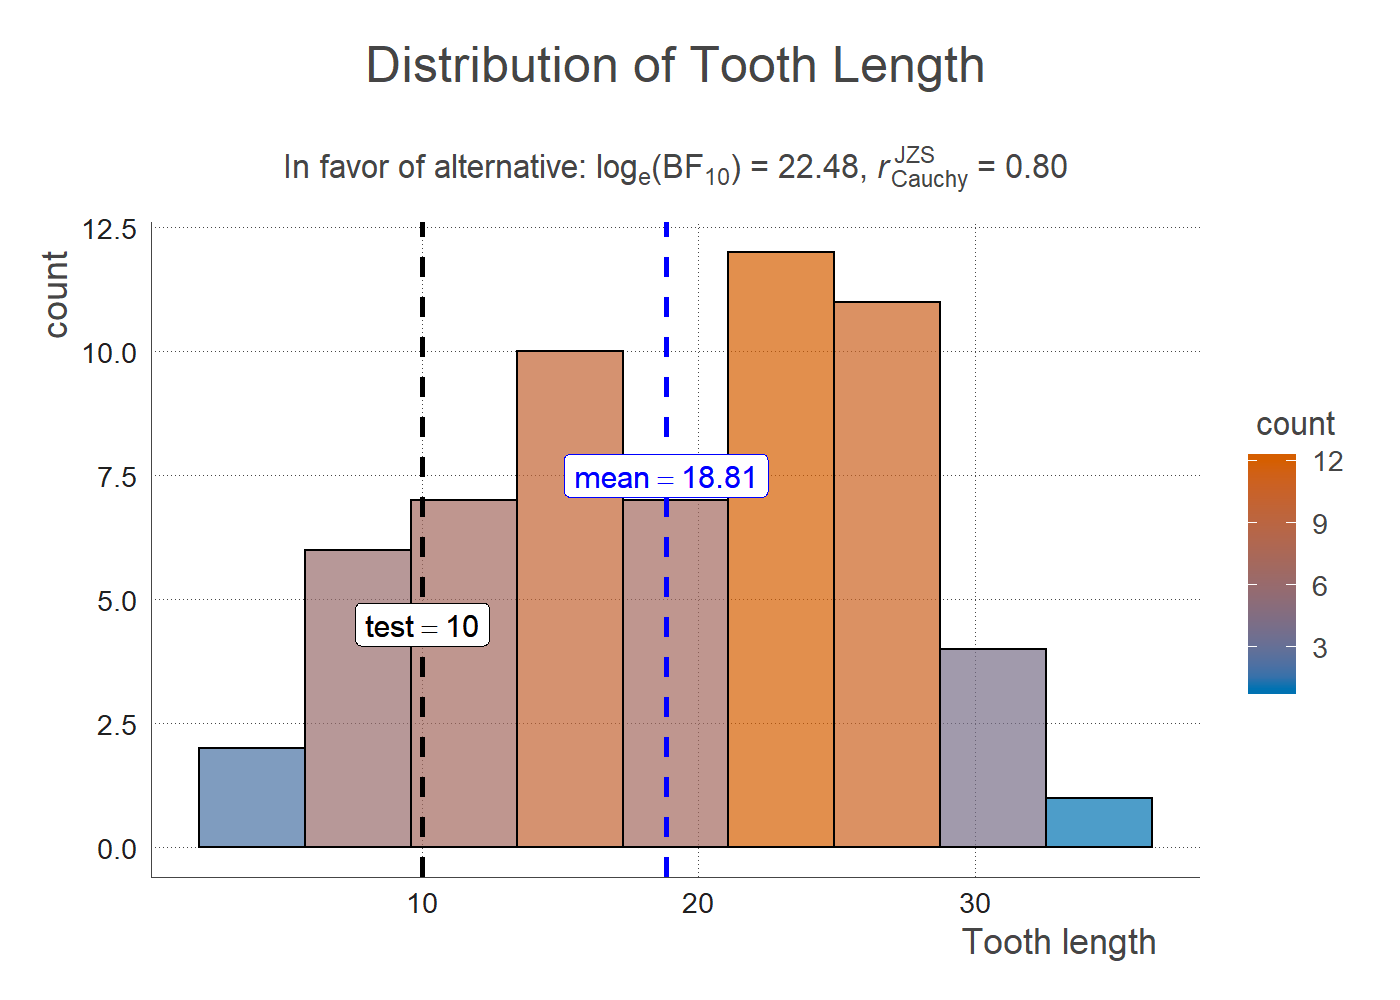 Distribution of Tooth Length
In favor of alternative: logₑ(BF₁₀) = 22.48, r JZS Cauchy = 0.80
count
12.5
10.0
7.5
5.0
2.5
0.0
mean = 18.81
test = 10
10 20 30
Tooth length
count
12
9
6
3